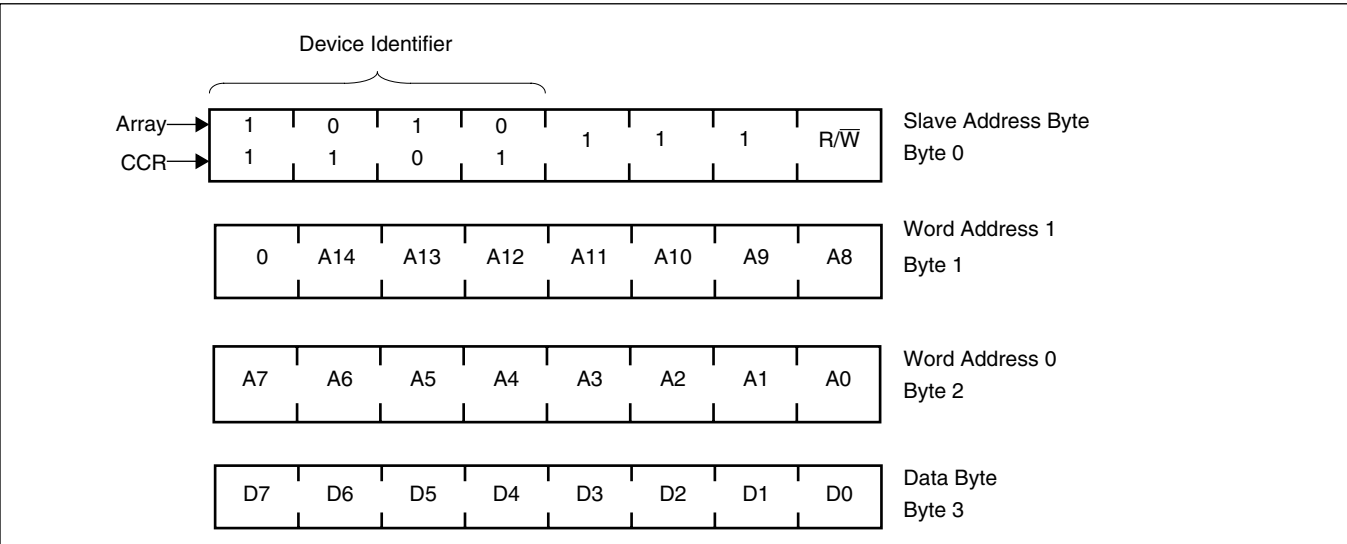 Device Identifier
Array 1 0 1 0 1 1 1 R/W̅ Slave Address Byte
CCR 1 1 0 1 Byte 0
0 A14 A13 A12 A11 A10 A9 A8 Word Address 1
Byte 1
A7 A6 A5 A4 A3 A2 A1 A0 Word Address 0
Byte 2
D7 D6 D5 D4 D3 D2 D1 D0 Data Byte
Byte 3